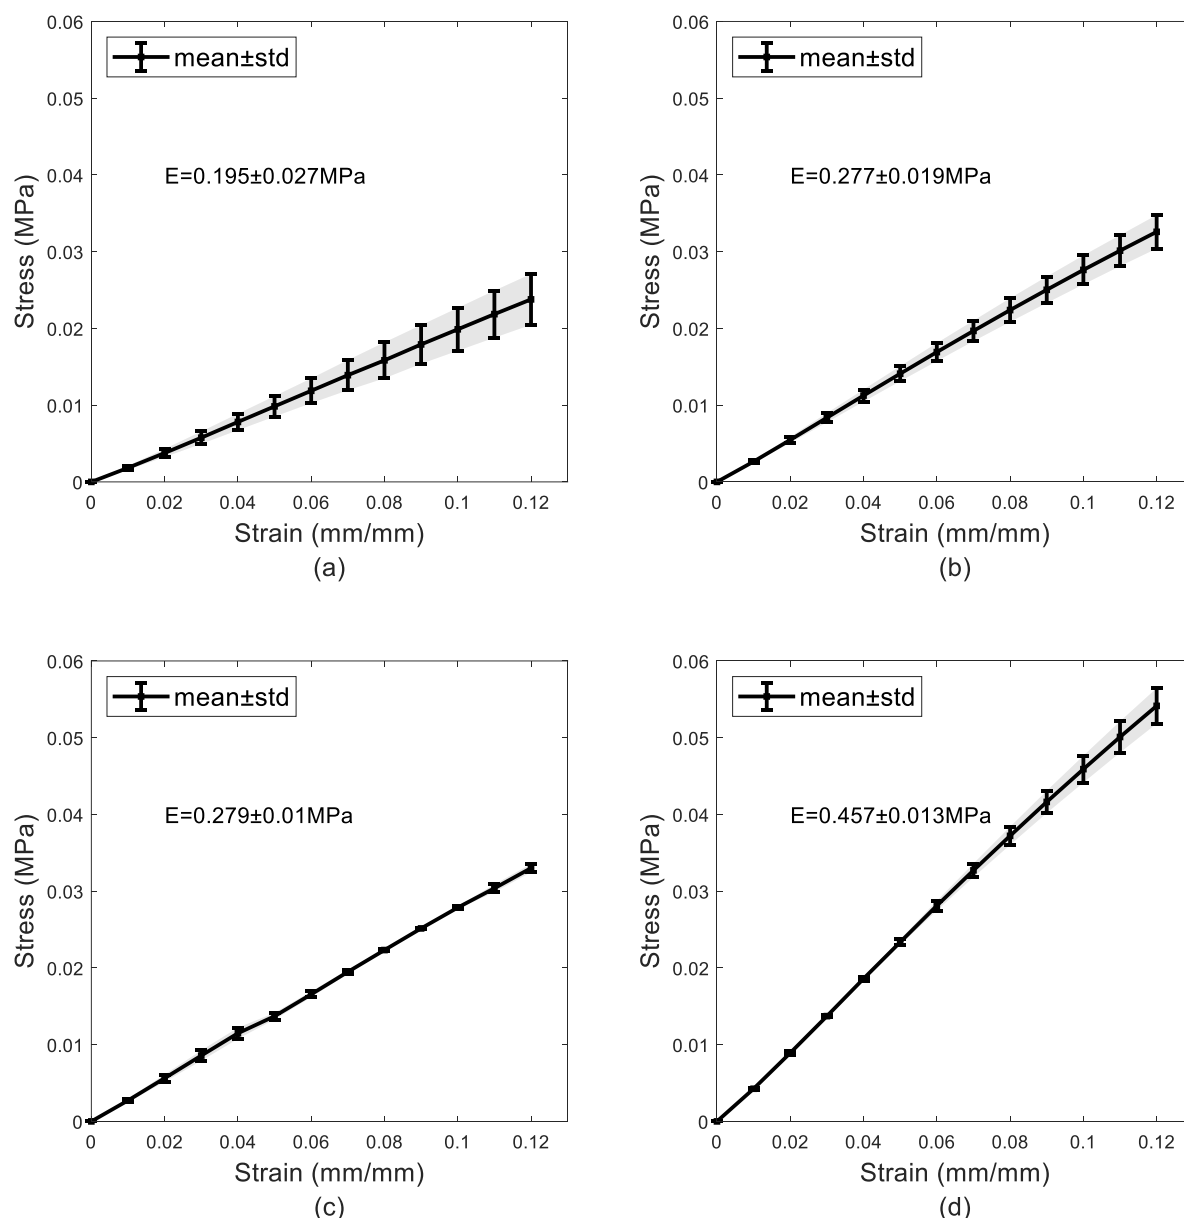 0.06
mean±std
0.05
0.04
E=0.195±0.027MPa
0.03
0.02
0.01
0
Stress (MPa)
0 0.02 0.04 0.06 0.08 0.1 0.12
Strain (mm/mm)
(a)
0.06
mean±std
0.05
0.04
E=0.277±0.019MPa
0.03
0.02
0.01
0
Stress (MPa)
0 0.02 0.04 0.06 0.08 0.1 0.12
Strain (mm/mm)
(b)
0.06
mean±std
0.05
0.04
E=0.279±0.01MPa
0.03
0.02
0.01
0
Stress (MPa)
0 0.02 0.04 0.06 0.08 0.1 0.12
Strain (mm/mm)
(c)
0.06
mean±std
0.05
0.04
E=0.457±0.013MPa
0.03
0.02
0.01
0
Stress (MPa)
0 0.02 0.04 0.06 0.08 0.1 0.12
Strain (mm/mm)
(d)